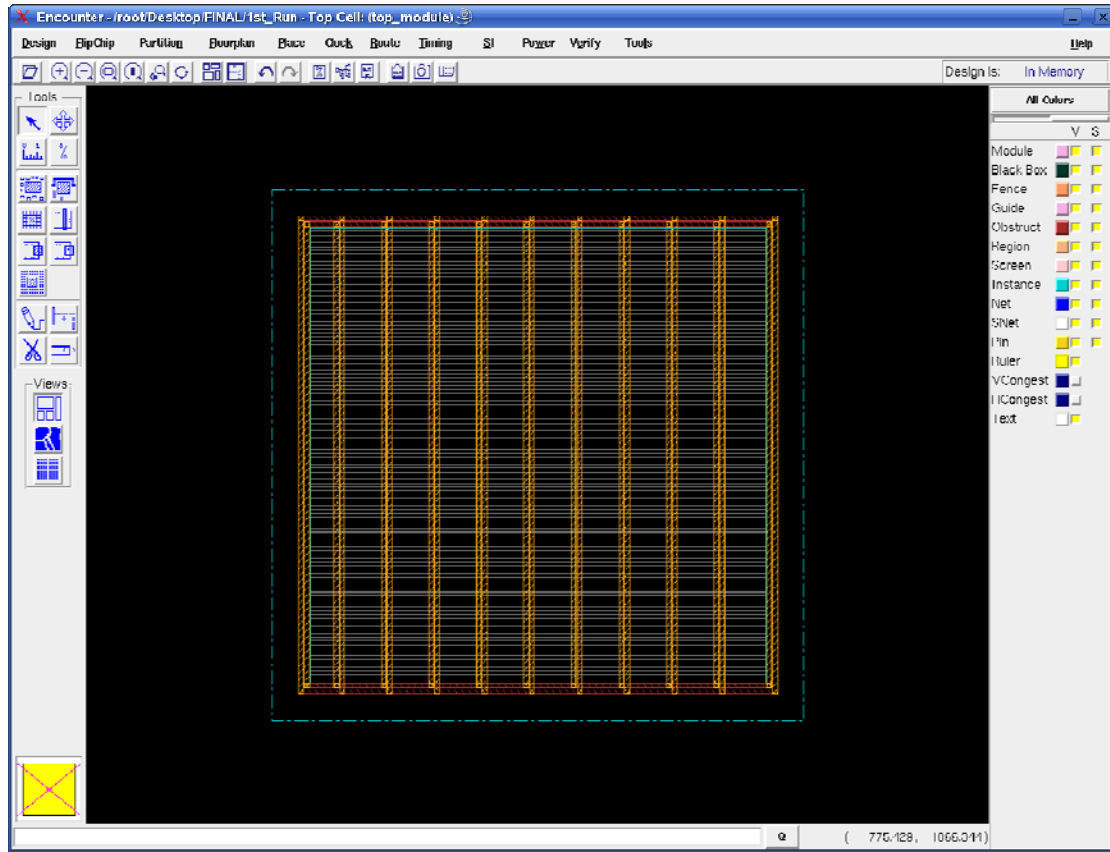 Encounter - /root/Desktop/FINAL/1st_Run - Top Cell: (top_module)
Design FlipChip Partition Floorplan Place Clock Route Timing SI Power Verify Tools Help
Design Is: In Memory
Tools
All Colors
V S
Module
Black Box
Fence
Guide
Obstruct
Region
Screen
Instance
Net
SNet
Pin
Ruler
VCongest
HCongest
Text
Views
Q ( 775.428, 1066.344)